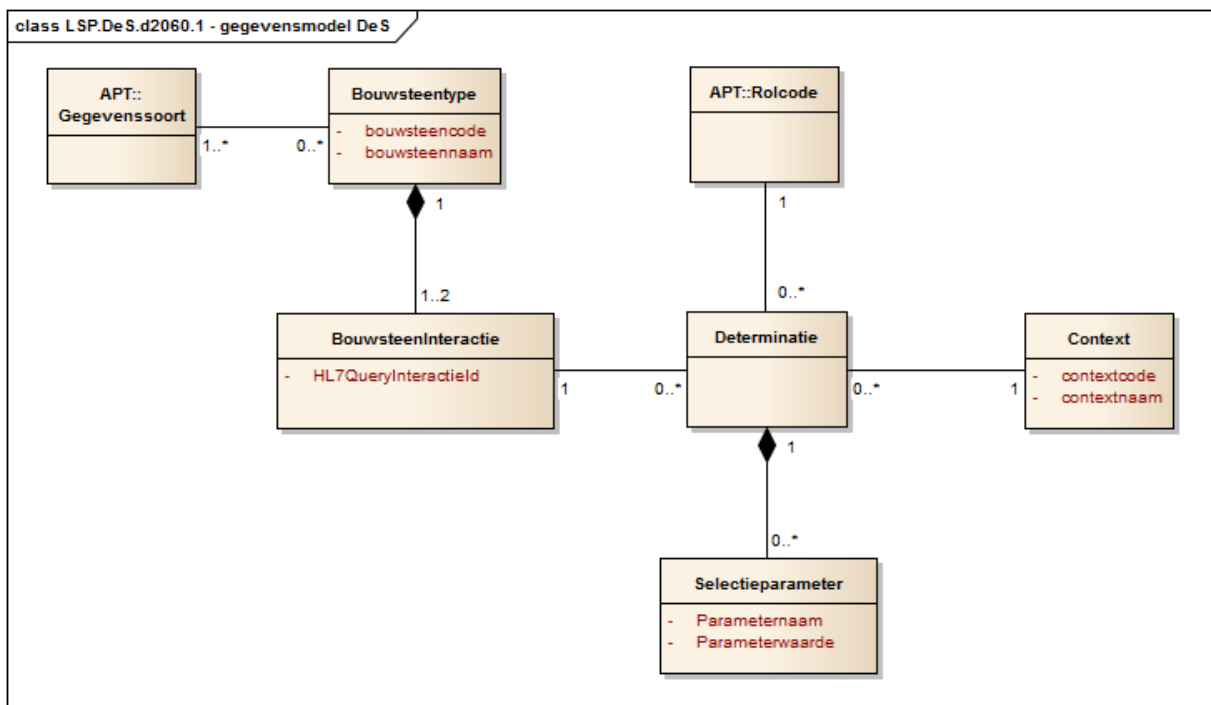 class LSP.DeS.d2060.1 - gegevensmodel DeS
APT::
Gegevenssoort
1..*
0..*
Bouwsteentype
- bouwsteencode
- bouwsteennaam
1
1..2
APT::Rolcode
1
0..*
BouwsteenInteractie
- HL7QueryInteractieId
1
0..*
Determinatie
0..*
1
Context
- contextcode
- contextnaam
1
0..*
Selectieparameter
- Parameternaam
- Parameterwaarde